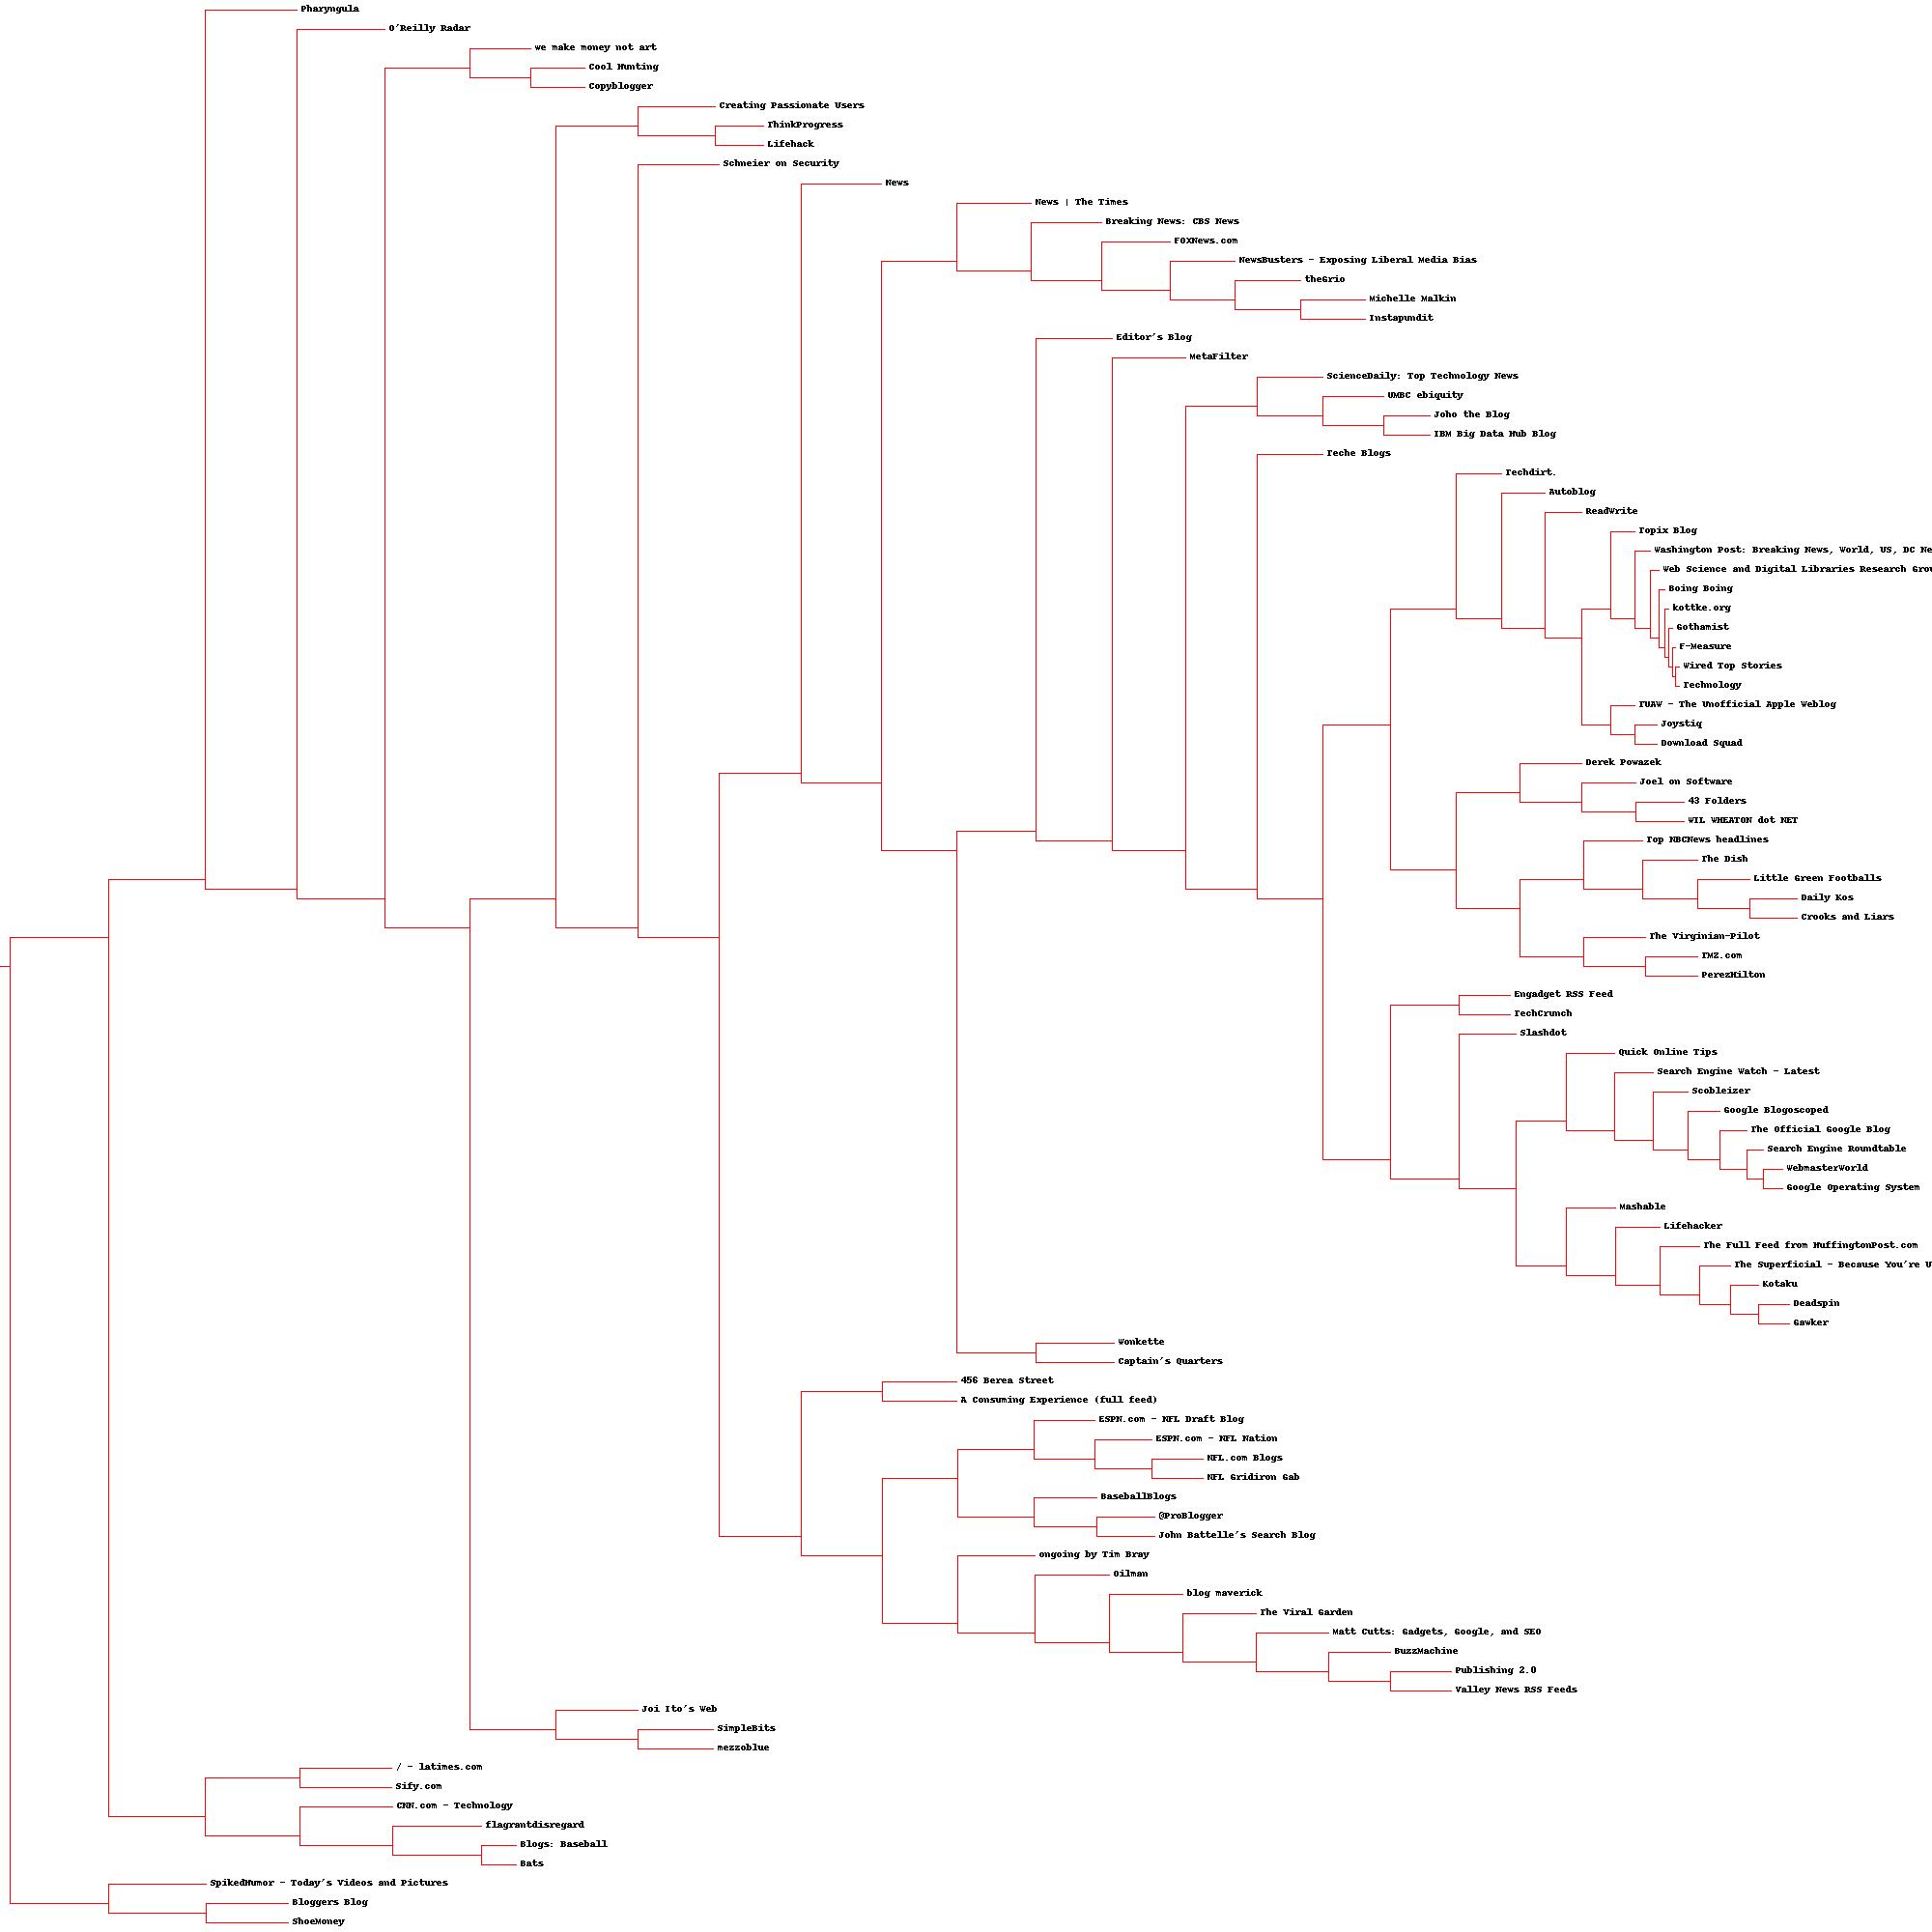 Pharyngula
O'Reilly Radar
we make money not art
Cool Hunting
Copyblogger
Creating Passionate Users
ThinkProgress
Lifehack
Schneier on Security
News
News | The Times
Breaking News: CBS News
FOXNews.com
NewsBusters - Exposing Liberal Media Bias
theGrio
Michelle Malkin
Instapundit
Editor's Blog
MetaFilter
ScienceDaily: Top Technology News
UMBC ebiquity
Joho the Blog
IBM Big Data Hub Blog
Teche Blogs
Techdirt.
Autoblog
ReadWrite
Topix Blog
Washington Post: Breaking News, World, US, DC Ne
Web Science and Digital Libraries Research Grou
Boing Boing
kottke.org
Gothamist
F-Measure
Wired Top Stories
Technology
TUAW - The Unofficial Apple Weblog
Joystiq
Download Squad
Derek Powazek
Joel on Software
43 Folders
WIL WHEATON dot NET
Top NBCNews headlines
The Dish
Little Green Footballs
Daily Kos
Crooks and Liars
The Virginian-Pilot
TMZ.com
PerezHilton
Engadget RSS Feed
TechCrunch
Slashdot
Quick Online Tips
Search Engine Watch - Latest
Scobleizer
Google Blogoscoped
The Official Google Blog
Search Engine Roundtable
WebmasterWorld
Google Operating System
Mashable
Lifehacker
The Full Feed from HuffingtonPost.com
The Superficial - Because You're U
Kotaku
Deadspin
Gawker
Wonkette
Captain's Quarters
456 Berea Street
A Consuming Experience (full feed)
ESPN.com - NFL Draft Blog
ESPN.com - NFL Nation
NFL.com Blogs
NFL Gridiron Gab
BaseballBlogs
@ProBlogger
John Battelle's Search Blog
ongoing by Tim Bray
Oilman
blog maverick
The Viral Garden
Matt Cutts: Gadgets, Google, and SEO
BuzzMachine
Publishing 2.0
Valley News RSS Feeds
Joi Ito's Web
SimpleBits
mezzoblue
/ - latimes.com
Sify.com
CNN.com - Technology
flagrantdisregard
Blogs: Baseball
Bats
SpikedHumor - Today's Videos and Pictures
Bloggers Blog
ShoeMoney